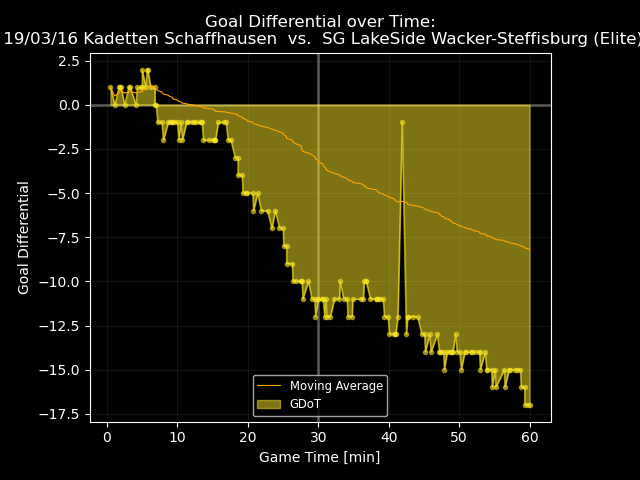 Goal Differential over Time:
19/03/16 Kadetten Schaffhausen  vs.  SG LakeSide Wacker-Steffisburg (Elite)
2.5
0.0
−2.5
−5.0
−7.5
−10.0
−12.5
−15.0
−17.5
Goal Differential
Moving Average
GDoT
0 10 20 30 40 50 60
Game Time [min]